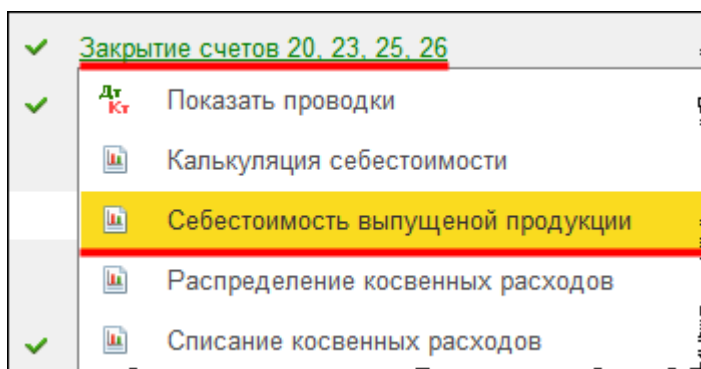 Закрытие счетов 20, 23, 25, 26
Дт Кт Показать проводки
Калькуляция себестоимости
Себестоимость выпущеной продукции
Распределение косвенных расходов
Списание косвенных расходов